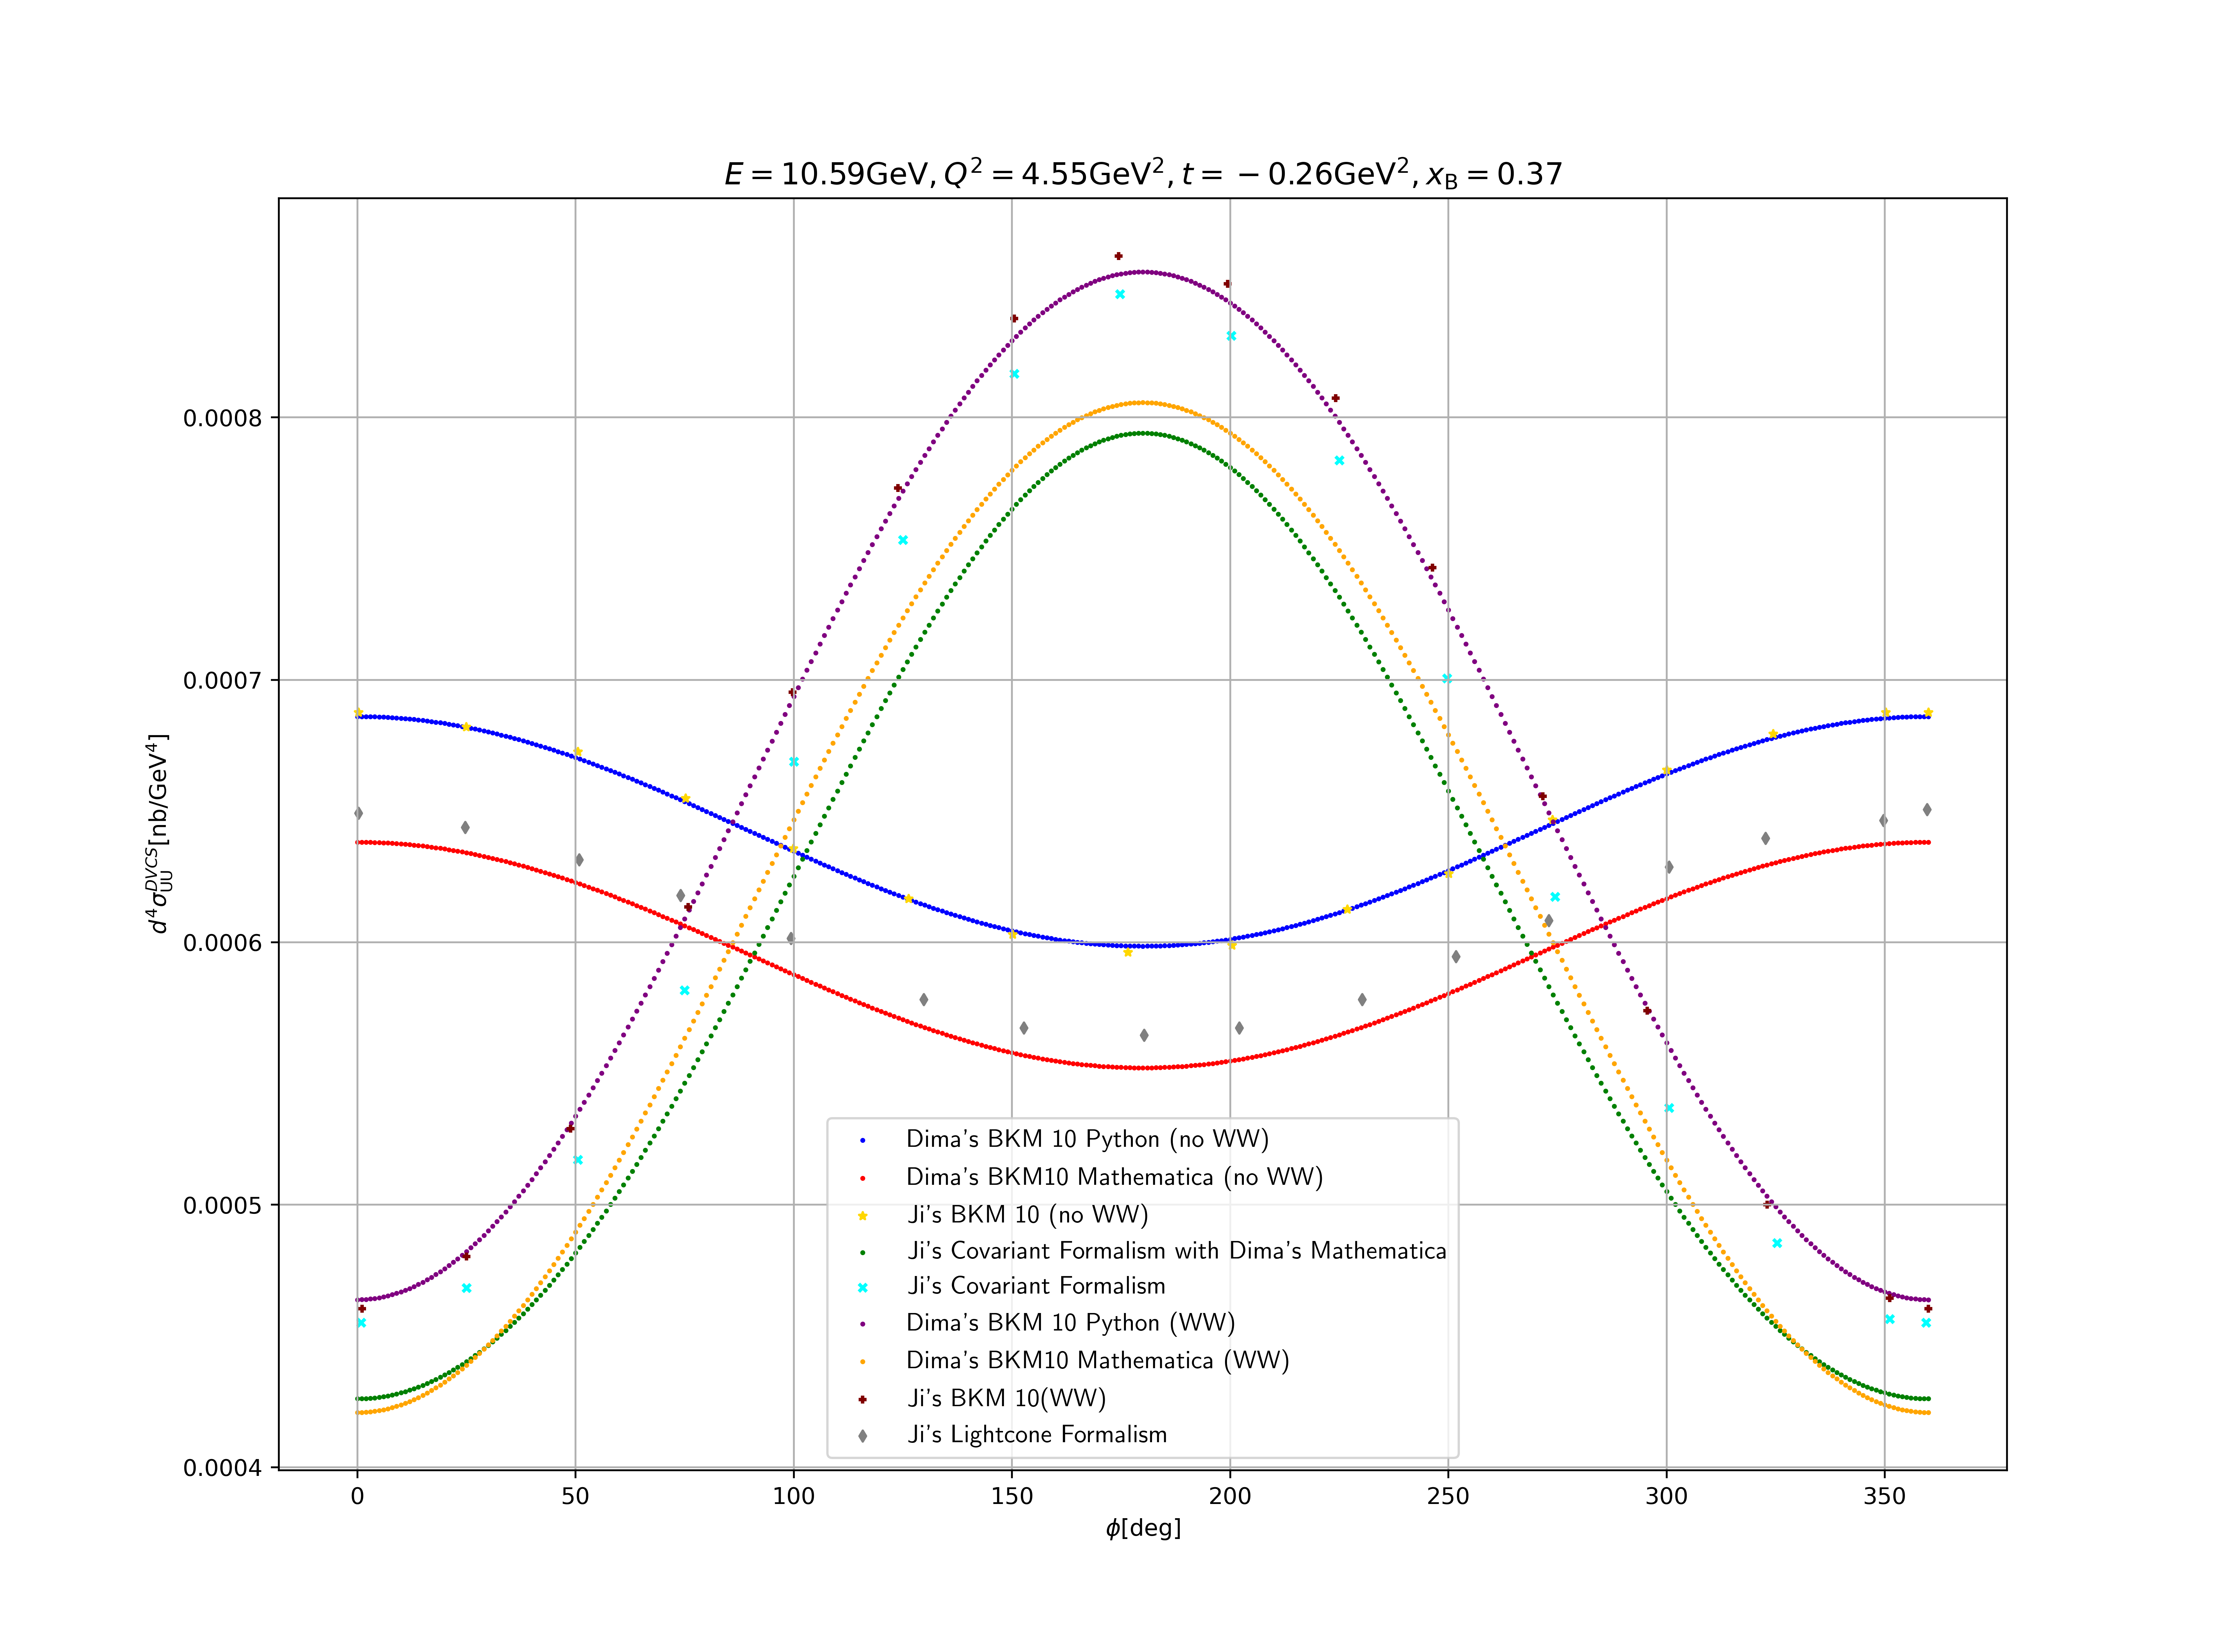 E = 10.59GeV, Q² = 4.55GeV², t = −0.26GeV², x_B = 0.37
d⁴σ^{DVCS}_{UU}[nb/GeV⁴]
0.0008
0.0007
0.0006
0.0005
0.0004
Dima's BKM 10 Python (no WW)
Dima's BKM10 Mathematica (no WW)
Ji's BKM 10 (no WW)
Ji's Covariant Formalism with Dima's Mathematica
Ji's Covariant Formalism
Dima's BKM 10 Python (WW)
Dima's BKM10 Mathematica (WW)
Ji's BKM 10(WW)
Ji's Lightcone Formalism
0 50 100 150 200 250 300 350
ϕ[deg]